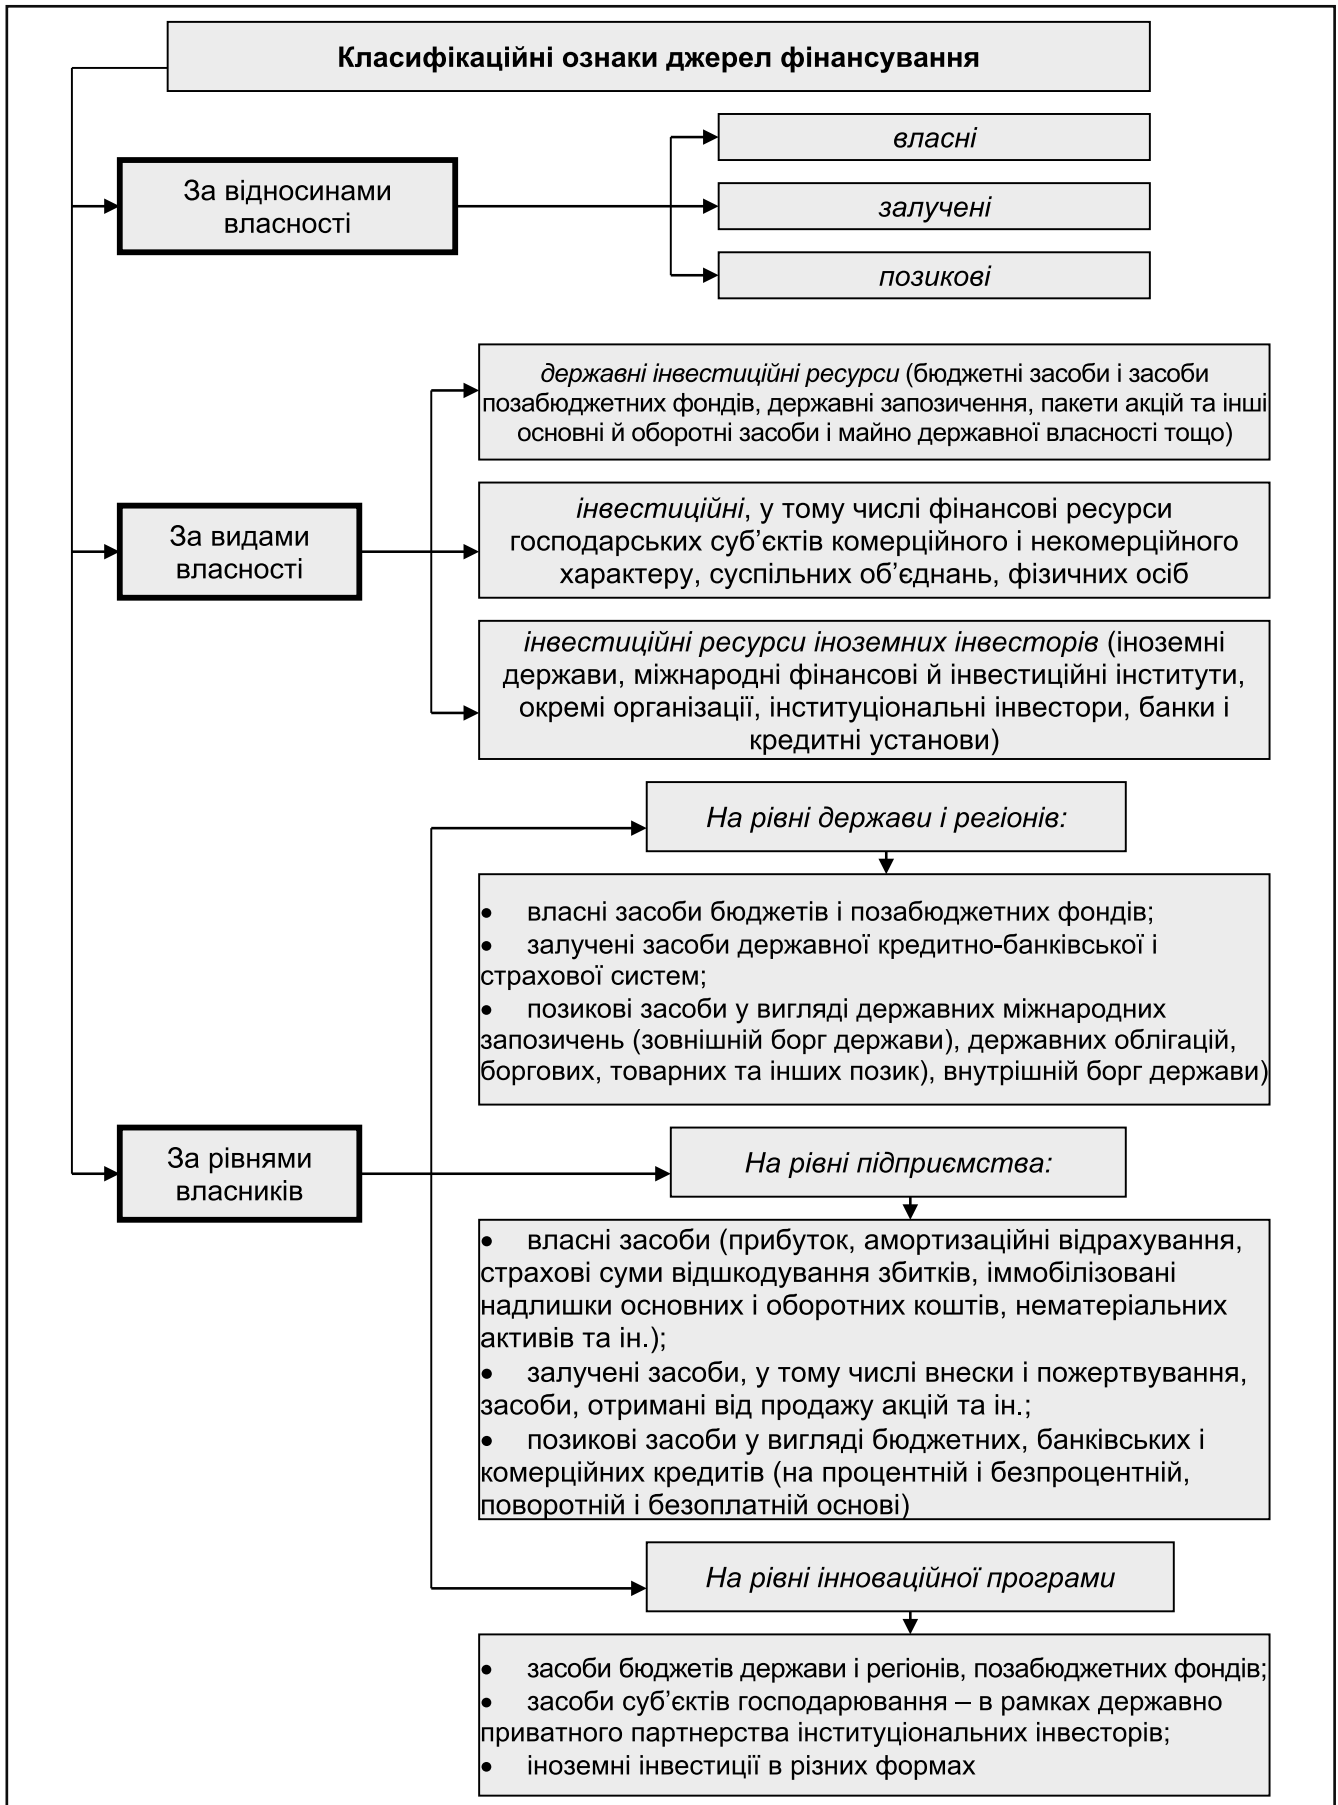 Класифікаційні ознаки джерел фінансування
За відносинами
власності
власні
залучені
позикові
За видами
власності
державні інвестиційні ресурси (бюджетні засоби і засоби
позабюджетних фондів, державні запозичення, пакети акцій та інші
основні й оборотні засоби і майно державної власності тощо)
інвестиційні, у тому числі фінансові ресурси
господарських суб’єктів комерційного і некомерційного
характеру, суспільних об’єднань, фізичних осіб
інвестиційні ресурси іноземних інвесторів (іноземні
держави, міжнародні фінансові й інвестиційні інститути,
окремі організації, інституціональні інвестори, банки і
кредитні установи)
За рівнями
власників
На рівні держави і регіонів:
• власні засоби бюджетів і позабюджетних фондів;
• залучені засоби державної кредитно-банківської і
страхової систем;
• позикові засоби у вигляді державних міжнародних
запозичень (зовнішній борг держави), державних облігацій,
боргових, товарних та інших позик), внутрішній борг держави)
На рівні підприємства:
• власні засоби (прибуток, амортизаційні відрахування,
страхові суми відшкодування збитків, іммобілізовані
надлишки основних і оборотних коштів, нематеріальних
активів та ін.);
• залучені засоби, у тому числі внески і пожертвування,
засоби, отримані від продажу акцій та ін.;
• позикові засоби у вигляді бюджетних, банківських і
комерційних кредитів (на процентній і безпроцентній,
поворотній і безоплатній основі)
На рівні інноваційної програми
• засоби бюджетів держави і регіонів, позабюджетних фондів;
• засоби суб’єктів господарювання – в рамках державно
приватного партнерства інституціональних інвесторів;
• іноземні інвестиції в різних формах